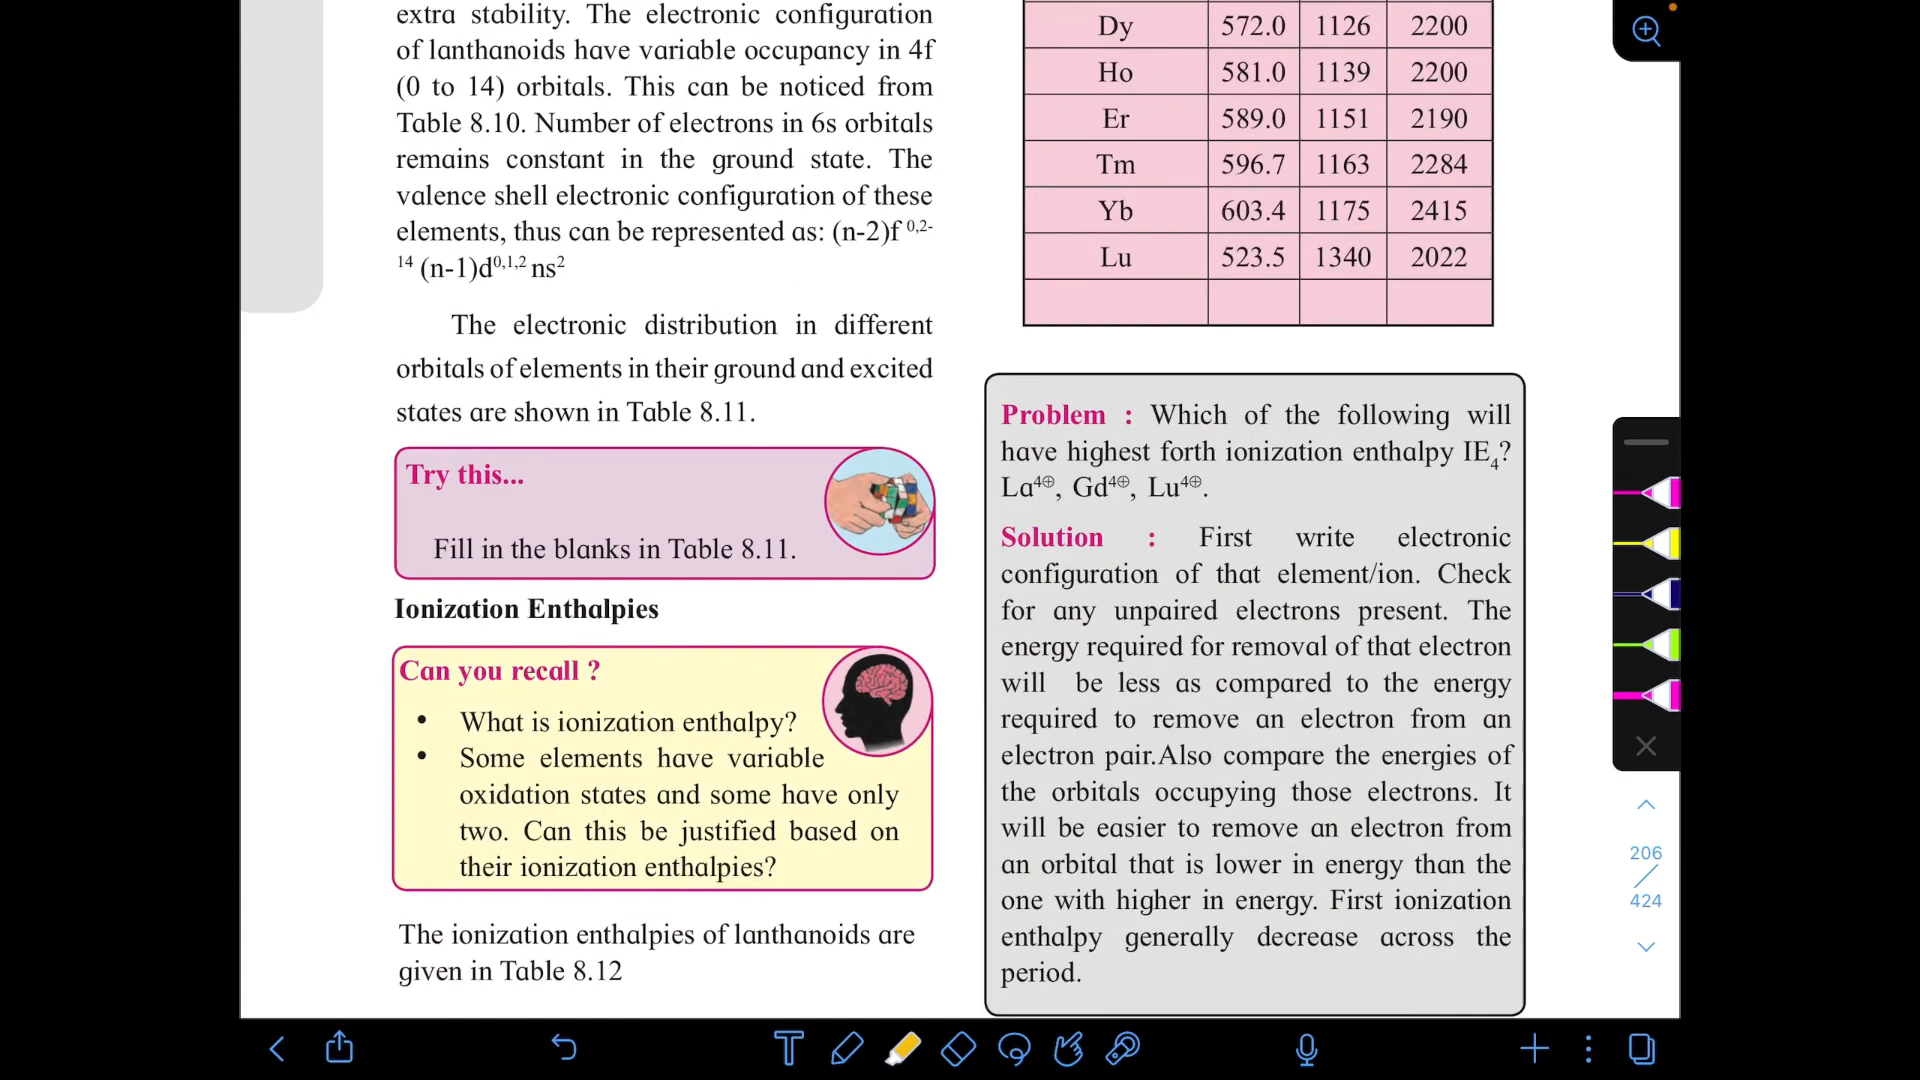 extra stability. The electronic configuration
of lanthanoids have variable occupancy in 4f
(0 to 14) orbitals. This can be noticed from
Table 8.10. Number of electrons in 6s orbitals
remains constant in the ground state. The
valence shell electronic configuration of these
elements, thus can be represented as: (n-2)f ⁰,²⁻
¹⁴ (n-1)d⁰,¹,² ns²
The electronic distribution in different
orbitals of elements in their ground and excited
states are shown in Table 8.11.
Try this...
Fill in the blanks in Table 8.11.
Ionization Enthalpies
Can you recall ?
• What is ionization enthalpy?
• Some elements have variable
oxidation states and some have only
two. Can this be justified based on
their ionization enthalpies?
The ionization enthalpies of lanthanoids are
given in Table 8.12
Dy 572.0 1126 2200
Ho 581.0 1139 2200
Er 589.0 1151 2190
Tm 596.7 1163 2284
Yb 603.4 1175 2415
Lu 523.5 1340 2022
Problem : Which of the following will
have highest forth ionization enthalpy IE₄?
La⁴⊕, Gd⁴⊕, Lu⁴⊕.
Solution : First write electronic
configuration of that element/ion. Check
for any unpaired electrons present. The
energy required for removal of that electron
will be less as compared to the energy
required to remove an electron from an
electron pair.Also compare the energies of
the orbitals occupying those electrons. It
will be easier to remove an electron from
an orbital that is lower in energy than the
one with higher in energy. First ionization
enthalpy generally decrease across the
period.
206
424